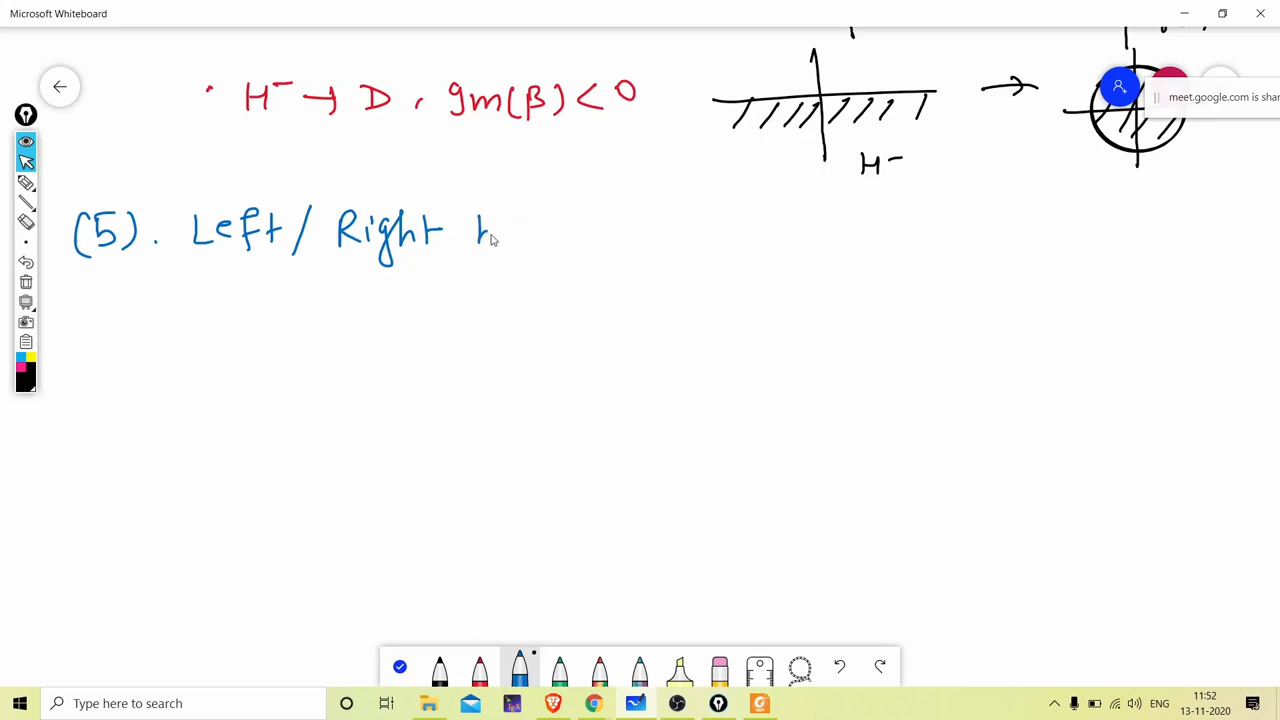 Microsoft Whiteboard
· H⁻ → D , Im(β) < 0
meet.google.com is shar
H⁻
(5). Left / Right
Type here to search
11:52
13-11-2020